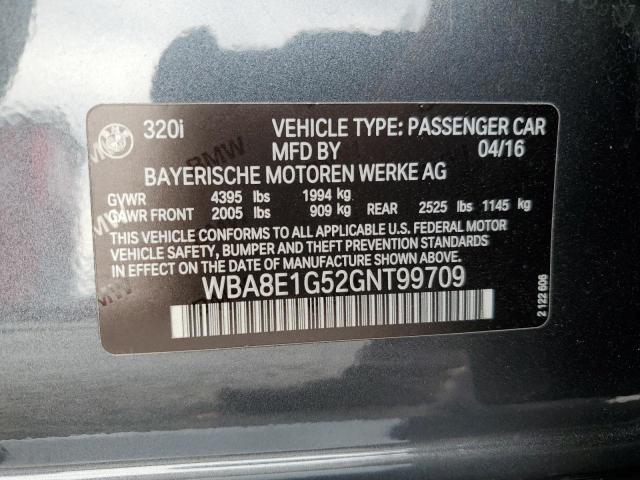 320i VEHICLE TYPE: PASSENGER CAR
MFD BY 04/16
BAYERISCHE MOTOREN WERKE AG
GVWR 4395 lbs 1994 kg
GAWR FRONT 2005 lbs 909 kg REAR 2525 lbs 1145 kg
THIS VEHICLE CONFORMS TO ALL APPLICABLE U.S. FEDERAL MOTOR
VEHICLE SAFETY, BUMPER AND THEFT PREVENTION STANDARDS
IN EFFECT ON THE DATE OF MANUFACTURE SHOWN ABOVE.
WBA8E1G52GNT99709
2 122 606